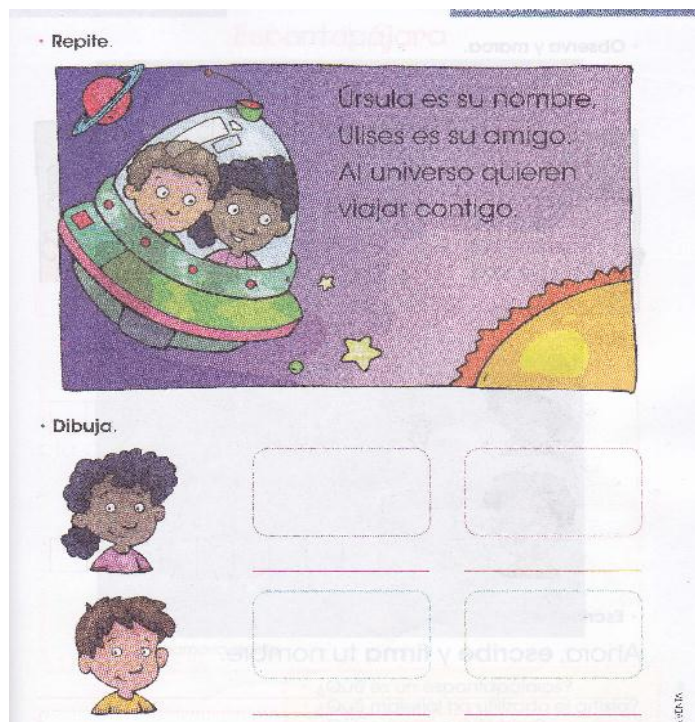 · Repite.
Úrsula es su nombre.
Ulises es su amigo.
Al universo quieren
viajar contigo.
· Dibuja.